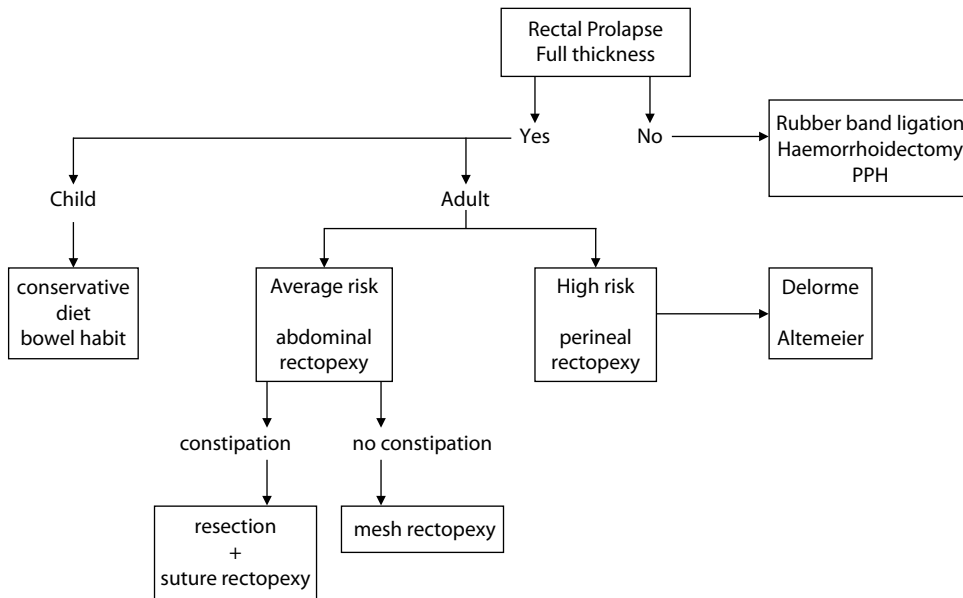 Rectal Prolapse
Full thickness
Yes
No
Rubber band ligation
Haemorrhoidectomy
PPH
Child
Adult
conservative
diet
bowel habit
Average risk
abdominal
rectopexy
High risk
perineal
rectopexy
Delorme
Altemeier
constipation
no constipation
resection
+
suture rectopexy
mesh rectopexy